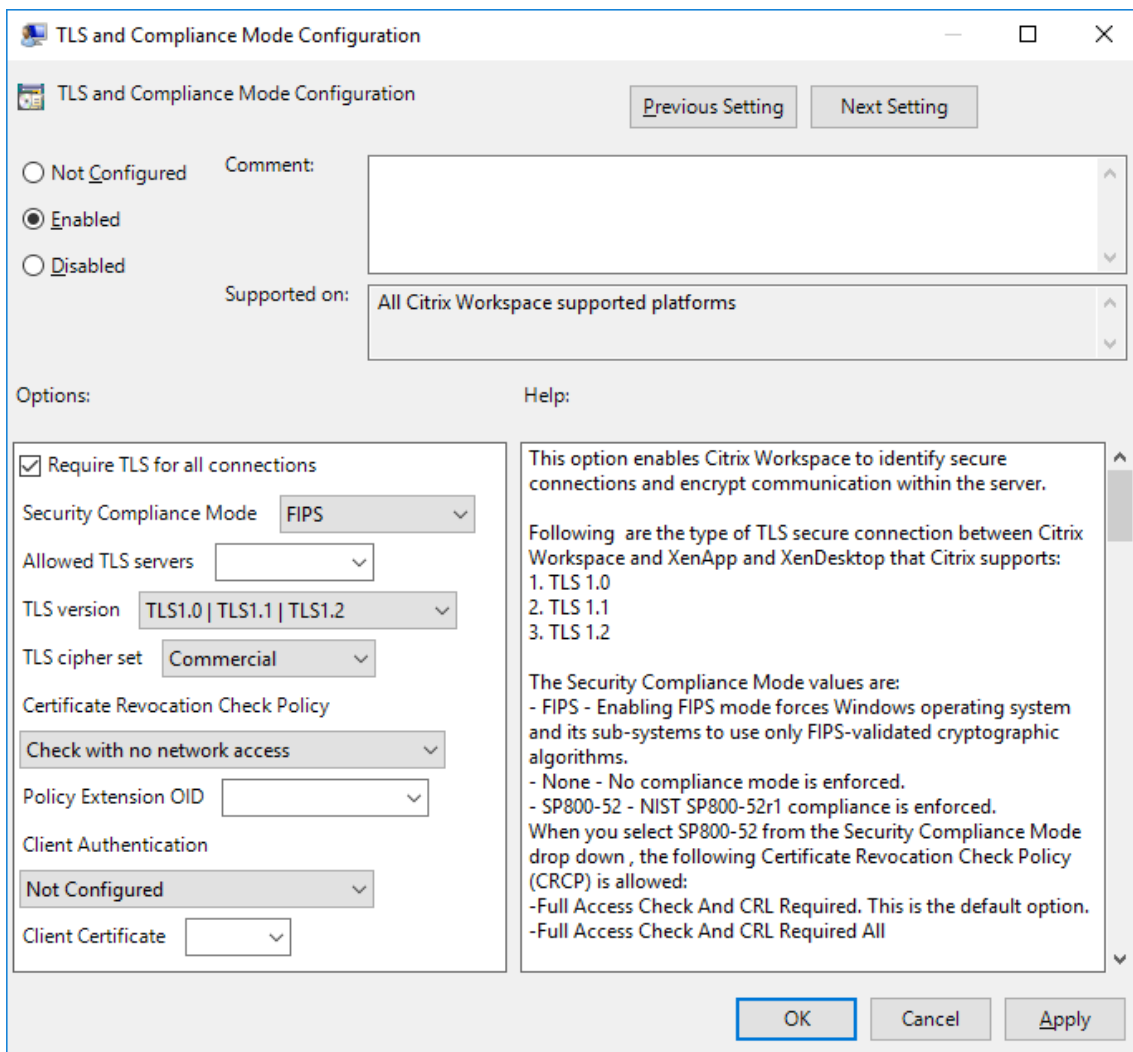 TLS and Compliance Mode Configuration
TLS and Compliance Mode Configuration
Previous Setting
Next Setting
Not Configured
Comment:
Enabled
Disabled
Supported on:
All Citrix Workspace supported platforms
Options:
Help:
Require TLS for all connections
Security Compliance Mode FIPS
Allowed TLS servers
TLS version TLS1.0 | TLS1.1 | TLS1.2
TLS cipher set Commercial
Certificate Revocation Check Policy
Check with no network access
Policy Extension OID
Client Authentication
Not Configured
Client Certificate
This option enables Citrix Workspace to identify secure
connections and encrypt communication within the server.
Following  are the type of TLS secure connection between Citrix
Workspace and XenApp and XenDesktop that Citrix supports:
1. TLS 1.0
2. TLS 1.1
3. TLS 1.2
The Security Compliance Mode values are:
- FIPS - Enabling FIPS mode forces Windows operating system
and its sub-systems to use only FIPS-validated cryptographic
algorithms.
- None - No compliance mode is enforced.
- SP800-52 - NIST SP800-52r1 compliance is enforced.
When you select SP800-52 from the Security Compliance Mode
drop down , the following Certificate Revocation Check Policy
(CRCP) is allowed:
-Full Access Check And CRL Required. This is the default option.
-Full Access Check And CRL Required All
OK
Cancel
Apply